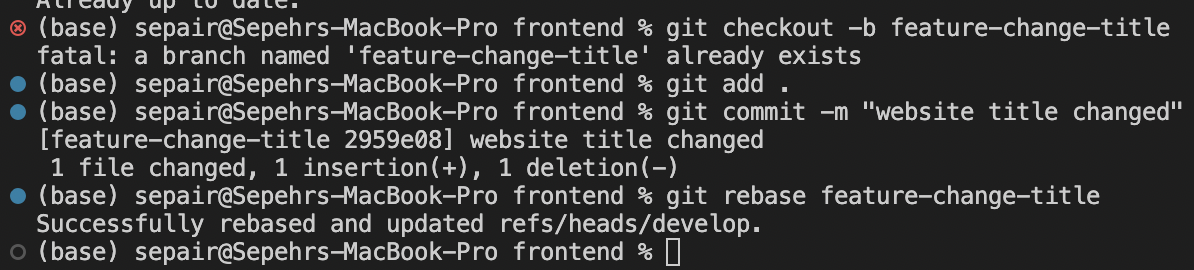 Already up to date.
(base) sepair@Sepehrs-MacBook-Pro frontend % git checkout -b feature-change-title
fatal: a branch named 'feature-change-title' already exists
(base) sepair@Sepehrs-MacBook-Pro frontend % git add .
(base) sepair@Sepehrs-MacBook-Pro frontend % git commit -m "website title changed"
[feature-change-title 2959e08] website title changed
 1 file changed, 1 insertion(+), 1 deletion(-)
(base) sepair@Sepehrs-MacBook-Pro frontend % git rebase feature-change-title
Successfully rebased and updated refs/heads/develop.
(base) sepair@Sepehrs-MacBook-Pro frontend %